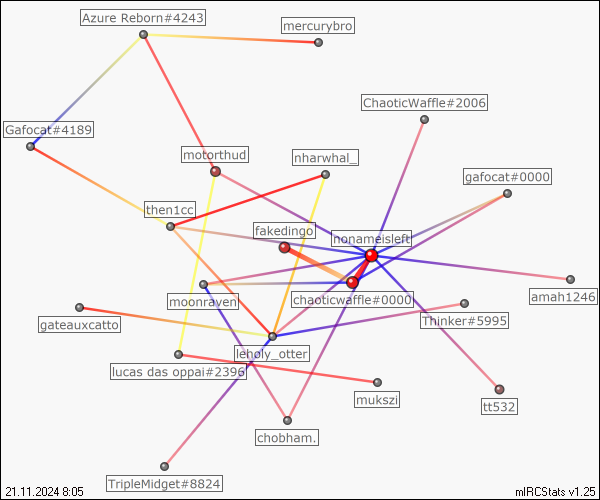 Azure Reborn#4243
mercurybro
ChaoticWaffle#2006
Gafocat#4189
motorthud
nharwhal_
gafocat#0000
then1cc
fakedingo
nonameisleft
moonraven
chaoticwaffle#0000
amah1246
gateauxcatto
Thinker#5995
leholy_otter
lucas das oppai#2396
mukszi
tt532
chobham.
TripleMidget#8824
21.11.2024 8:05
mIRCStats v1.25